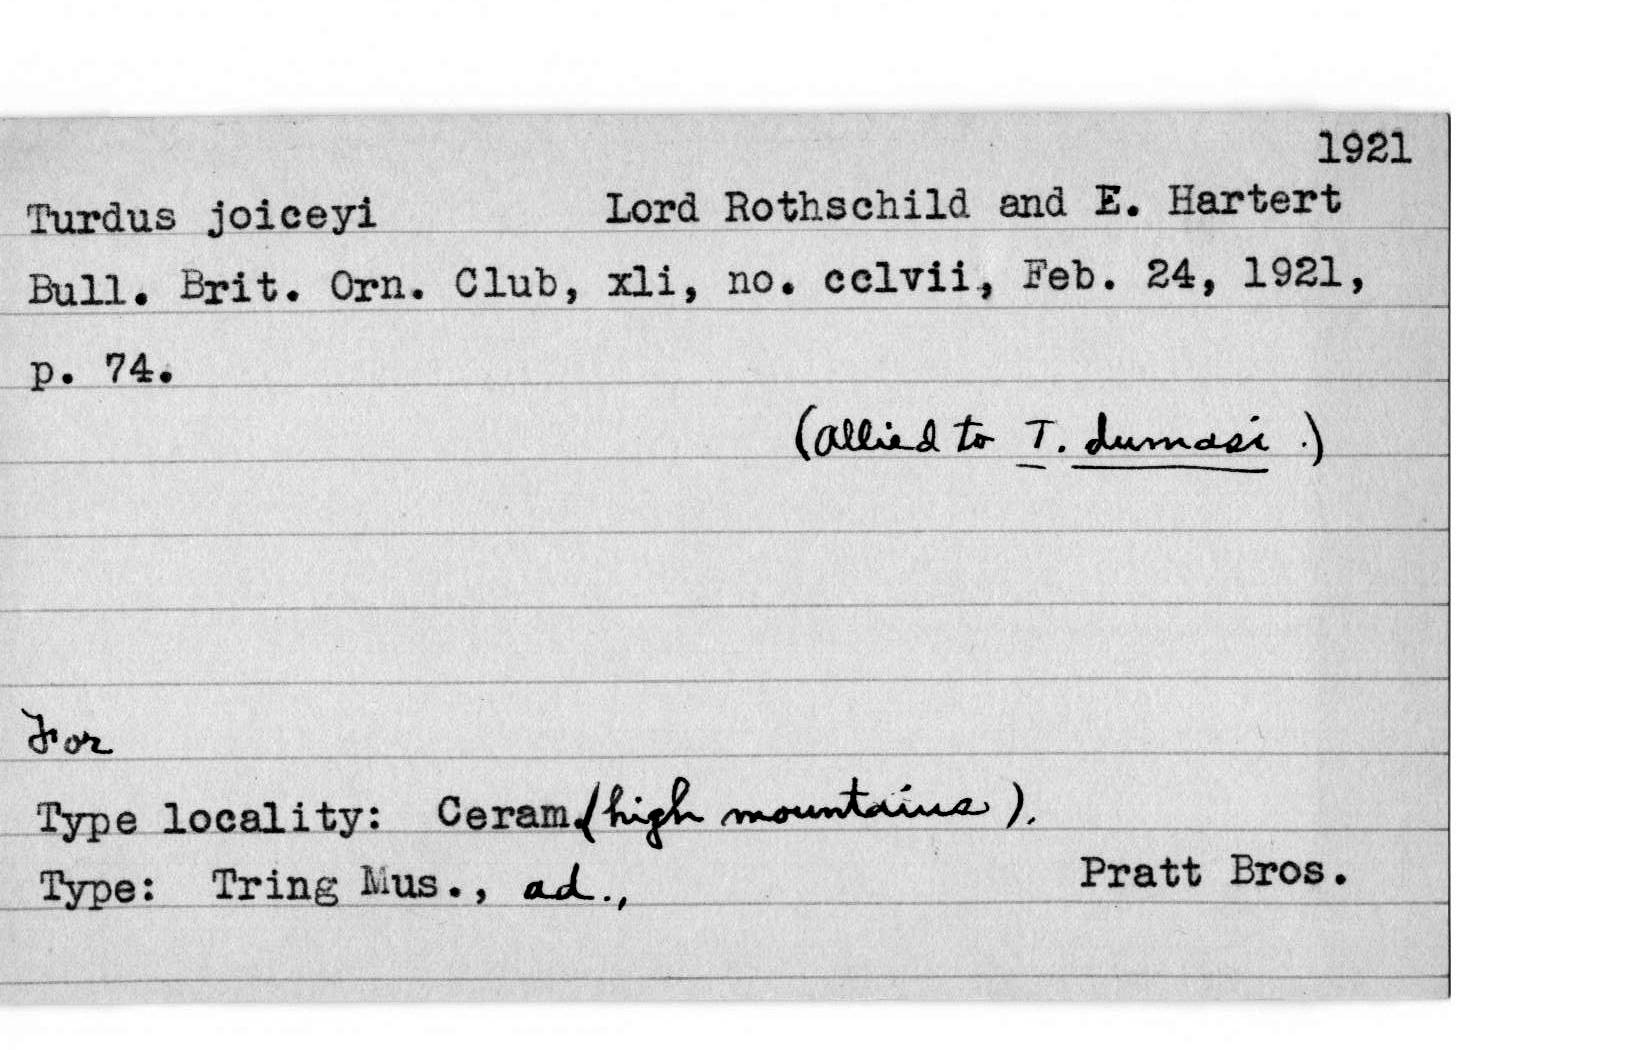 1921
Turdus joiceyi Lord Rothschild and E. Hartert
Bull. Brit. Orn. Club, xli, no. cclvii, Feb. 24, 1921,
p. 74.
(allied to T. dumasi.)
For
Type locality: Ceram. (high mountains).
Type: Tring Mus., ad., Pratt Bros.